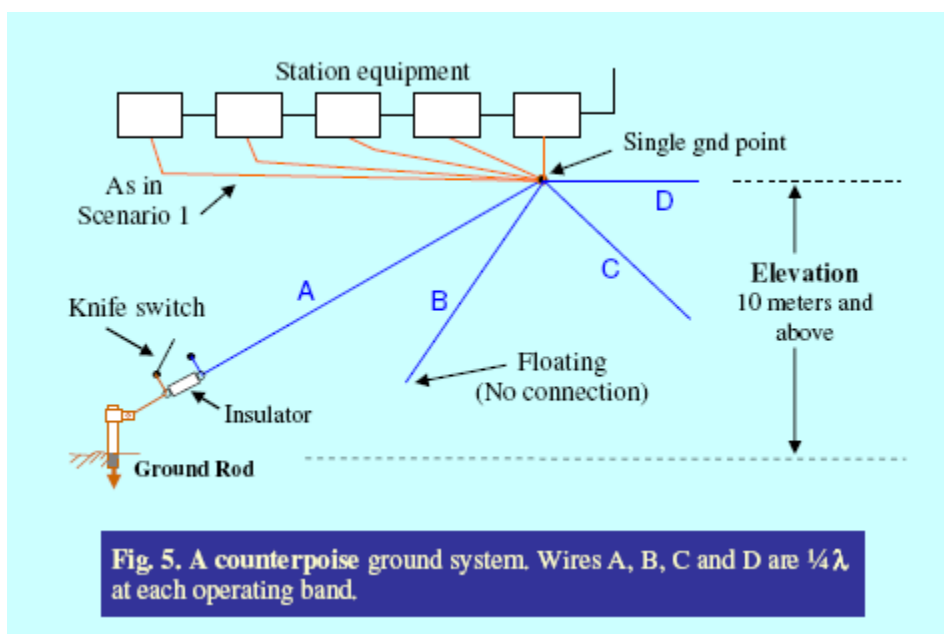 Station equipment
Single gnd point
As in
Scenario 1
D
C
A
B
Elevation
10 meters and
above
Knife switch
Floating
(No connection)
Insulator
Ground Rod
Fig. 5. A counterpoise ground system. Wires A, B, C and D are ¼ λ
at each operating band.